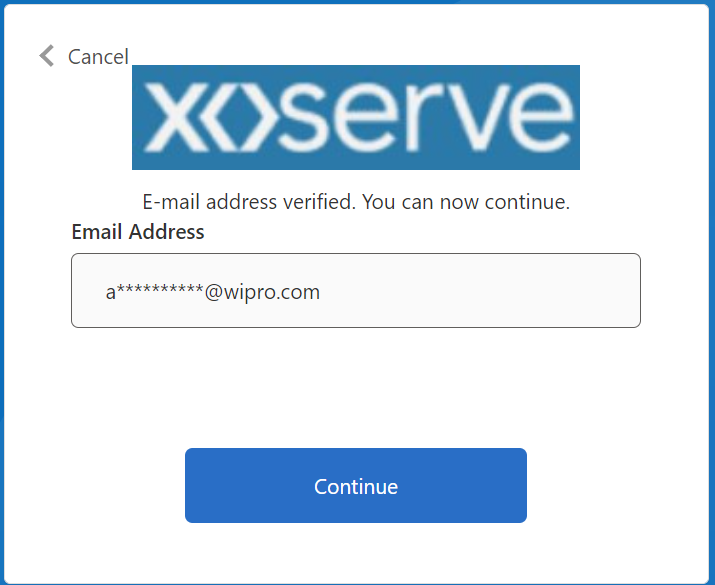 Cancel
xoserve
E-mail address verified. You can now continue.
Email Address
a**********@wipro.com
Continue